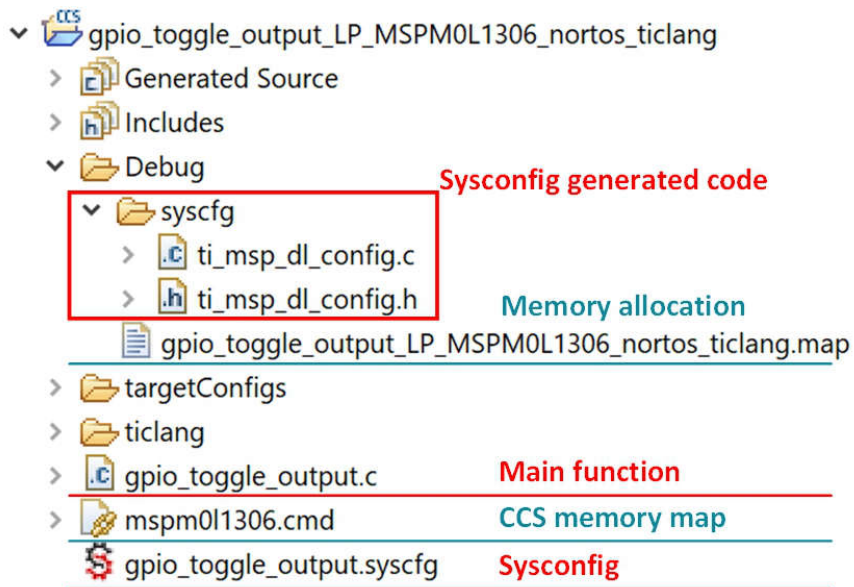 CCS
gpio_toggle_output_LP_MSPM0L1306_nortos_ticlang
Generated Source
Includes
Debug
Sysconfig generated code
syscfg
.c ti_msp_dl_config.c
.h ti_msp_dl_config.h
Memory allocation
gpio_toggle_output_LP_MSPM0L1306_nortos_ticlang.map
targetConfigs
ticlang
.c gpio_toggle_output.c Main function
mspm0l1306.cmd CCS memory map
gpio_toggle_output.syscfg Sysconfig